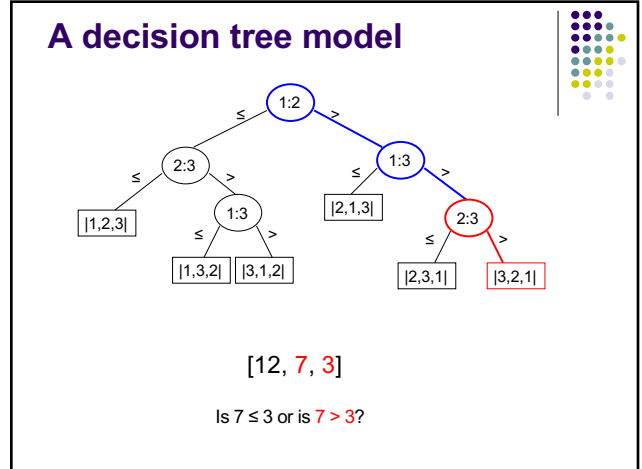 A decision tree model
1:2
≤ >
2:3 1:3
≤ > ≤ >
|1,2,3| 1:3 |2,1,3| 2:3
≤ > ≤ >
|1,3,2| |3,1,2| |2,3,1| |3,2,1|
[12, 7, 3]
Is 7 ≤ 3 or is 7 > 3?